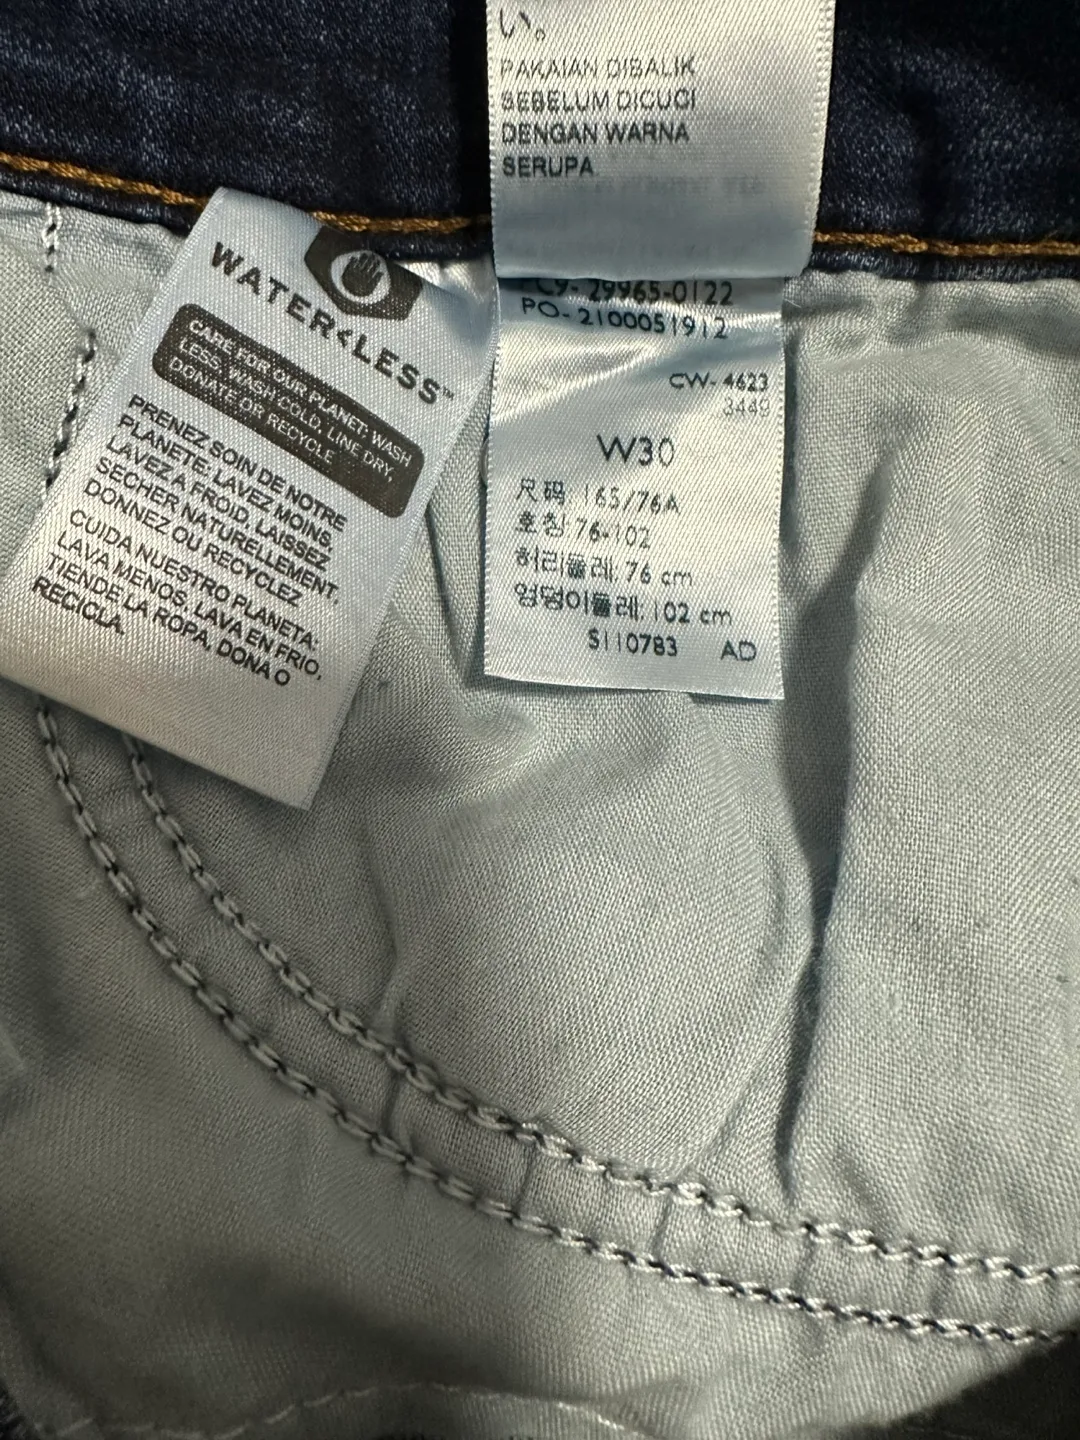 い。
PAKAIAN DIBALIK
SEBELUM DICUCI
DENGAN WARNA
SERUPA
PC9- 29965-0122
PO- 2100051912
CW- 4623
3449
W30
尺码 165/76A
호칭 76-102
허리둘레: 76 cm
엉덩이둘레: 102 cm
S110783 AD
WATER<LESS™
CARE FOR OUR PLANET: WASH
LESS, WASH COLD, LINE DRY,
DONATE OR RECYCLE
PRENEZ SOIN DE NOTRE
PLANÈTE: LAVEZ MOINS,
LAVEZ À FROID, LAISSEZ
SÉCHER NATURELLEMENT,
DONNEZ OU RECYCLEZ
CUIDA NUESTRO PLANETA:
LAVA MENOS, LAVA EN FRIO,
TIENDE LA ROPA, DONA O
RECICLA.